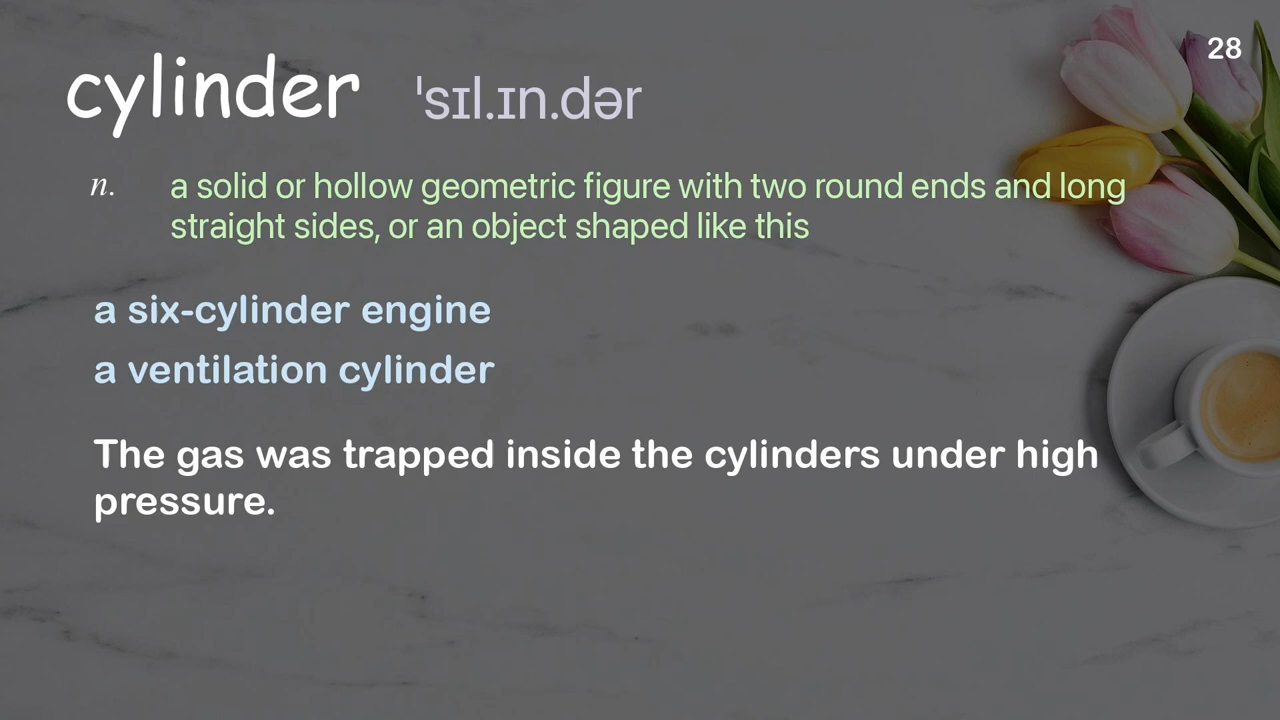 28
cylinder ˈsɪl.ɪn.dər
n. a solid or hollow geometric figure with two round ends and long
straight sides, or an object shaped like this
a six-cylinder engine
a ventilation cylinder
The gas was trapped inside the cylinders under high
pressure.